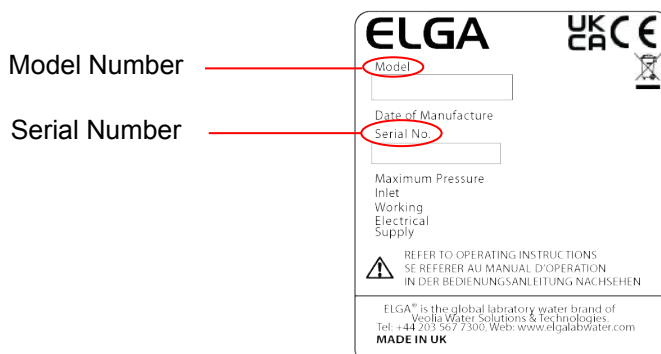 Model Number
Serial Number
ELGA
UK
CA CE
Model
Date of Manufacture
Serial No.
Maximum Pressure
Inlet
Working
Electrical
Supply
REFER TO OPERATING INSTRUCTIONS
SE REFERER AU MANUAL D'OPERATION
IN DER BEDIENUNGSANLEITUNG NACHSEHEN
ELGA® is the global labratory water brand of
Veolia Water Solutions & Technologies.
Tel: +44 203 567 7300, Web: www.elgalabwater.com
MADE IN UK